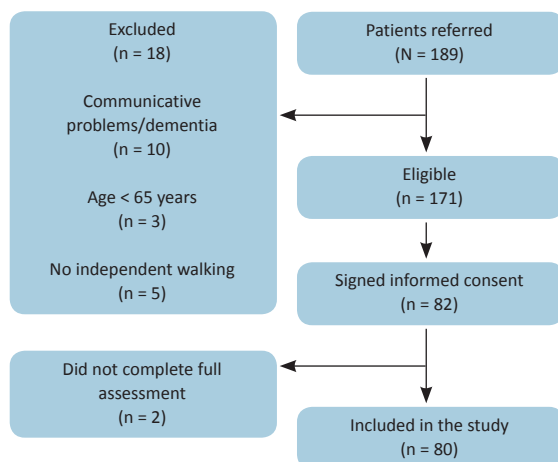 Patients referred
(N = 189)
Excluded
(n = 18)
Communicative
problems/dementia
(n = 10)
Age < 65 years
(n = 3)
No independent walking
(n = 5)
Eligible
(n = 171)
Signed informed consent
(n = 82)
Did not complete full
assessment
(n = 2)
Included in the study
(n = 80)